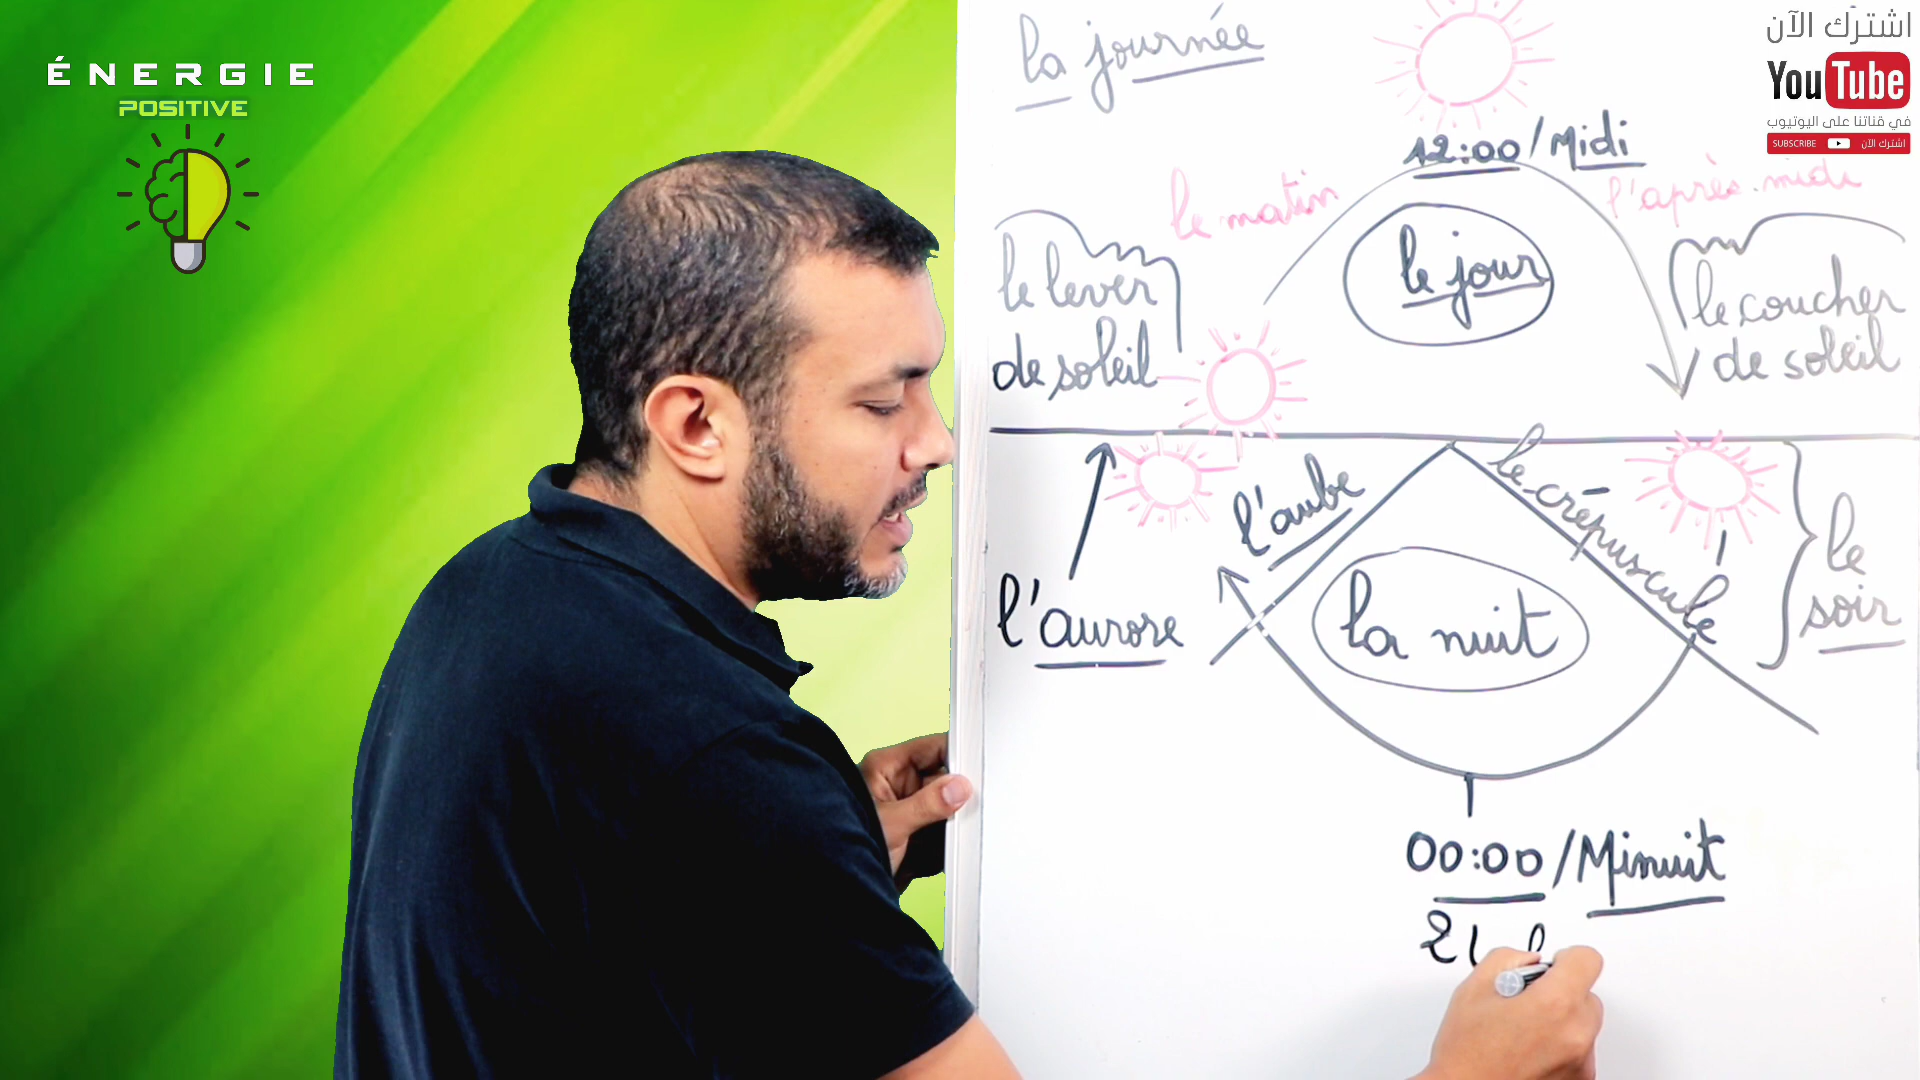 ÉNERGIE
POSITIVE
اشترك الآن
YouTube
في قناتنا على اليوتيوب
SUBSCRIBE اشترك الآن
la journée
12:00/Midi
le matin
l'après-midi
le jour
le lever
de soleil
le coucher
de soleil
l'aube
le crépuscule
l'aurore
la nuit
le
soir
00:00/Minuit